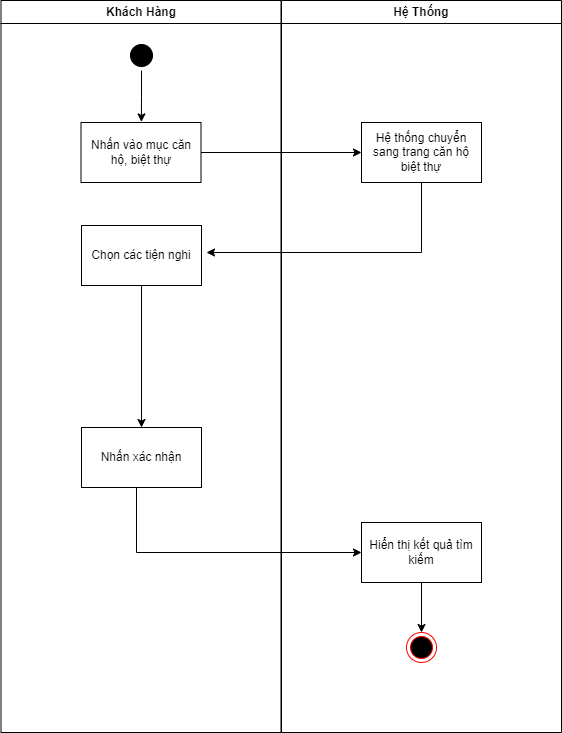 Khách Hàng
Hệ Thống
Nhấn vào mục căn
hộ, biệt thự
Hệ thống chuyển
sang trang căn hộ
biệt thự
Chọn các tiện nghi
Nhấn xác nhận
Hiển thị kết quả tìm
kiếm